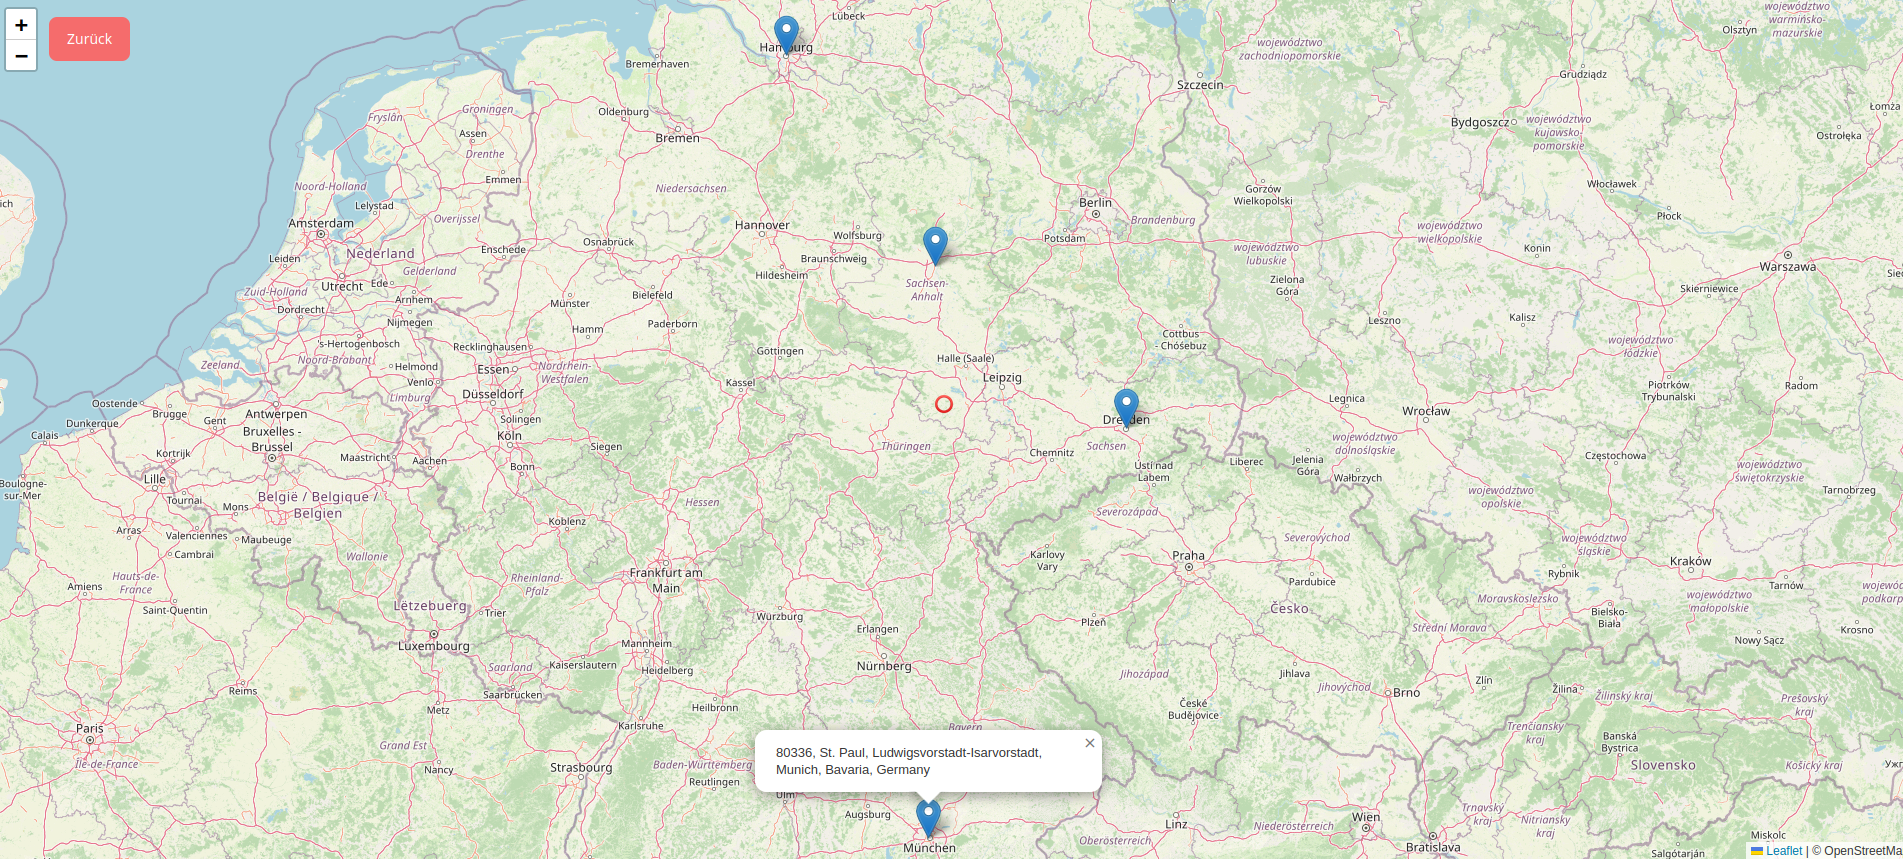 +
−
Zurück
Lübeck
Hamburg
Bremerhaven
Szczecin
województwo
zachodniopomorskie
województwo
warmińsko-
mazurskie
Olsztyn
Grudziądz
Łomża
Groningen
Fryslân
Assen
Drenthe
Emmen
Oldenburg
Bremen
Bydgoszcz
województwo
kujawsko-
pomorskie
Ostrołęka
Noord-Holland
Lelystad
Overijssel
Niedersachsen
Berlin
Brandenburg
Gorzów
Wielkopolski
Włocławek
Płock
ich
Amsterdam
Nederland
Leiden
Gelderland
Utrecht
Ede
Enschede
Osnabrück
Hannover
Wolfsburg
Braunschweig
Hildesheim
Potsdam
województwo
lubuskie
województwo
wielkopolskie
Konin
Warszawa
Siec
Zuid-Holland
Dordrecht
Arnhem
Nijmegen
Münster
Bielefeld
Sachsen-
Anhalt
Zielona
Góra
Skierniewice
's-Hertogenbosch
Noord-Brabant
Zeeland
Helmond
Venlo
Limburg
Recklinghausen
Hamm
Paderborn
Essen
Nordrhein-
Westfalen
Düsseldorf
Göttingen
Kassel
Halle (Saale)
Leipzig
Cottbus
- Chóśebuz
Leszno
Kalisz
województwo
łódzkie
Piotrków
Trybunalski
Radom
Oostende
Brugge
Dunkerque
Gent
Antwerpen
Calais
Bruxelles -
Brussel
Solingen
Köln
Siegen
Bonn
Thüringen
Dresden
Sachsen
Chemnitz
Legnica
Wrocław
województwo
dolnośląskie
Jelenia
Góra
Wałbrzych
Liberec
Ústí nad
Labem
Częstochowa
województwo
świętokrzyskie
Tarnobrzeg
Kortrijk
Lille
Maastricht
Aachen
Boulogne-
sur-Mer
Tournai
Mons
België / Belgique /
Belgien
Arras
Valenciennes
Maubeuge
Cambrai
Wallonie
Koblenz
Hessen
Severozápad
Severovýchod
województwo
opolskie
województwo
śląskie
Kraków
Karlovy
Vary
Praha
Amiens
Hauts-de-
France
Saint-Quentin
Lëtzebuerg
Rheinland-
Pfalz
Trier
Frankfurt am
Main
Luxembourg
Saarland
Saarbrücken
Kaiserslautern
Mannheim
Heidelberg
Würzburg
Erlangen
Nürnberg
Plzeň
Česko
Pardubice
Rybnik
Moravskoslezsko
Bielsko-
Biała
Tarnów
województwo
małopolskie
wojewó
podkarp
Krosno
Nowy Sącz
Střední Morava
Reims
Metz
Karlsruhe
Heilbronn
Jihozápad
Jihlava
Jihovýchod
Brno
Zlín
Žilina
Žilinský kraj
Prešovský
kraj
České
Budějovice
Trenčiansky
kraj
Banská
Bystrica
Slovensko
Košický kraj
Ужг
Paris
Île-de-France
Grand Est
Nancy
Strasbourg
Baden-Württemberg
Reutlingen
Ulm
Bayern
80336, St. Paul, Ludwigsvorstadt-Isarvorstadt,
Munich, Bavaria, Germany
×
Augsburg
München
Linz
Oberösterreich
Niederösterreich
Wien
Bratislava
Trnavský
kraj
Nitriansky
kraj
Miskolc
Salgótarján
Leaflet | © OpenStreetMa